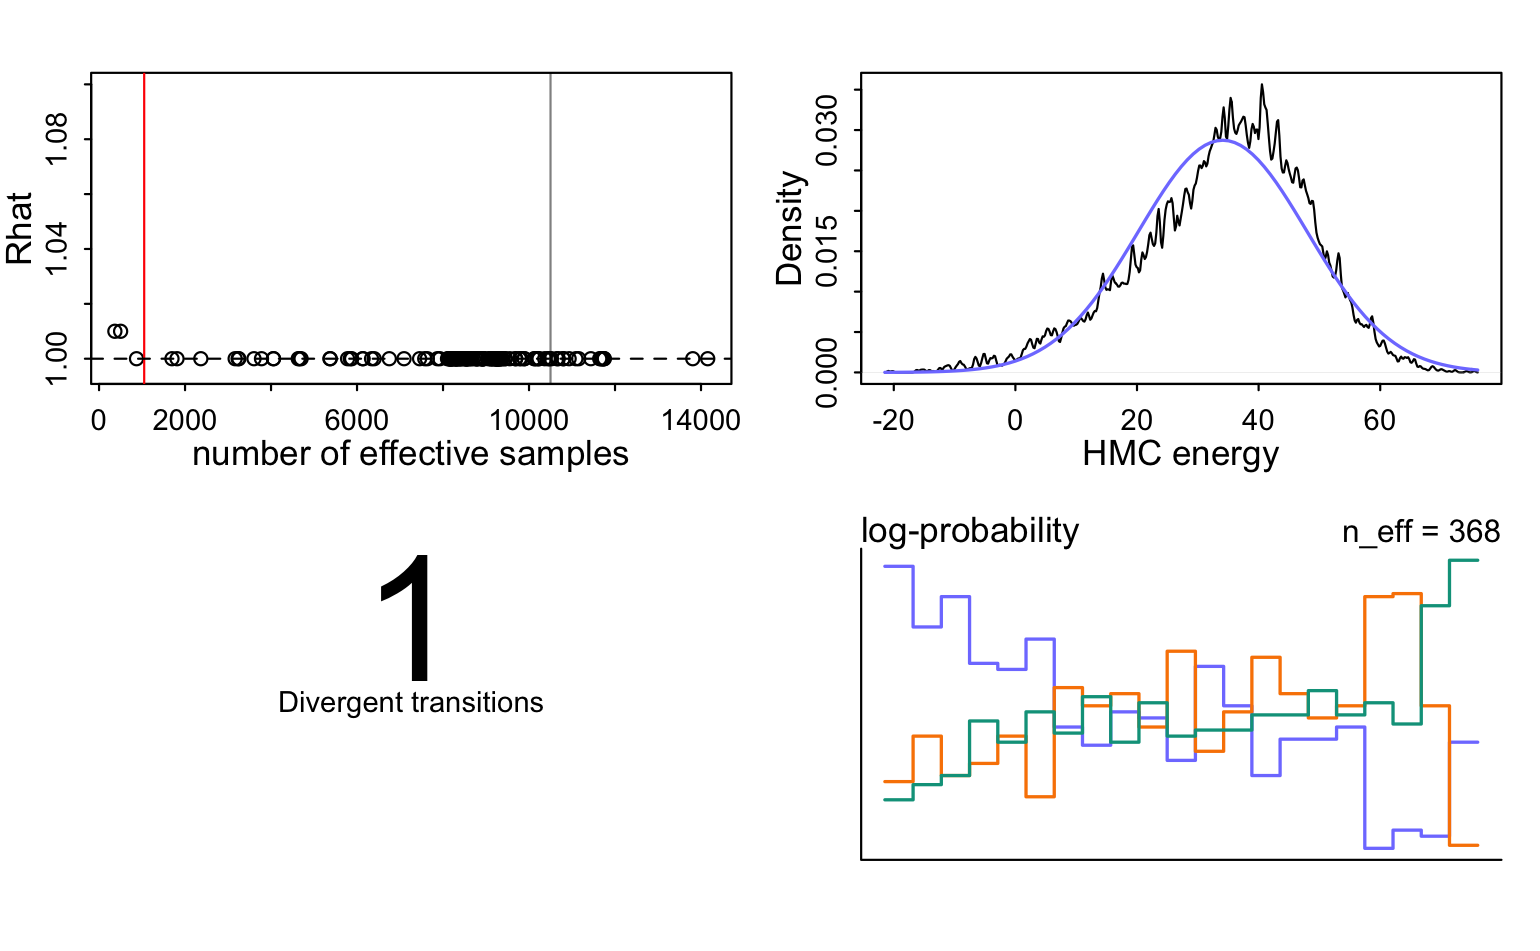 Rhat
1.00 1.04 1.08
0 2000 6000 10000 14000
number of effective samples
Density
0.000 0.015 0.030
-20 0 20 40 60
HMC energy
1
Divergent transitions
log-probability n_eff = 368